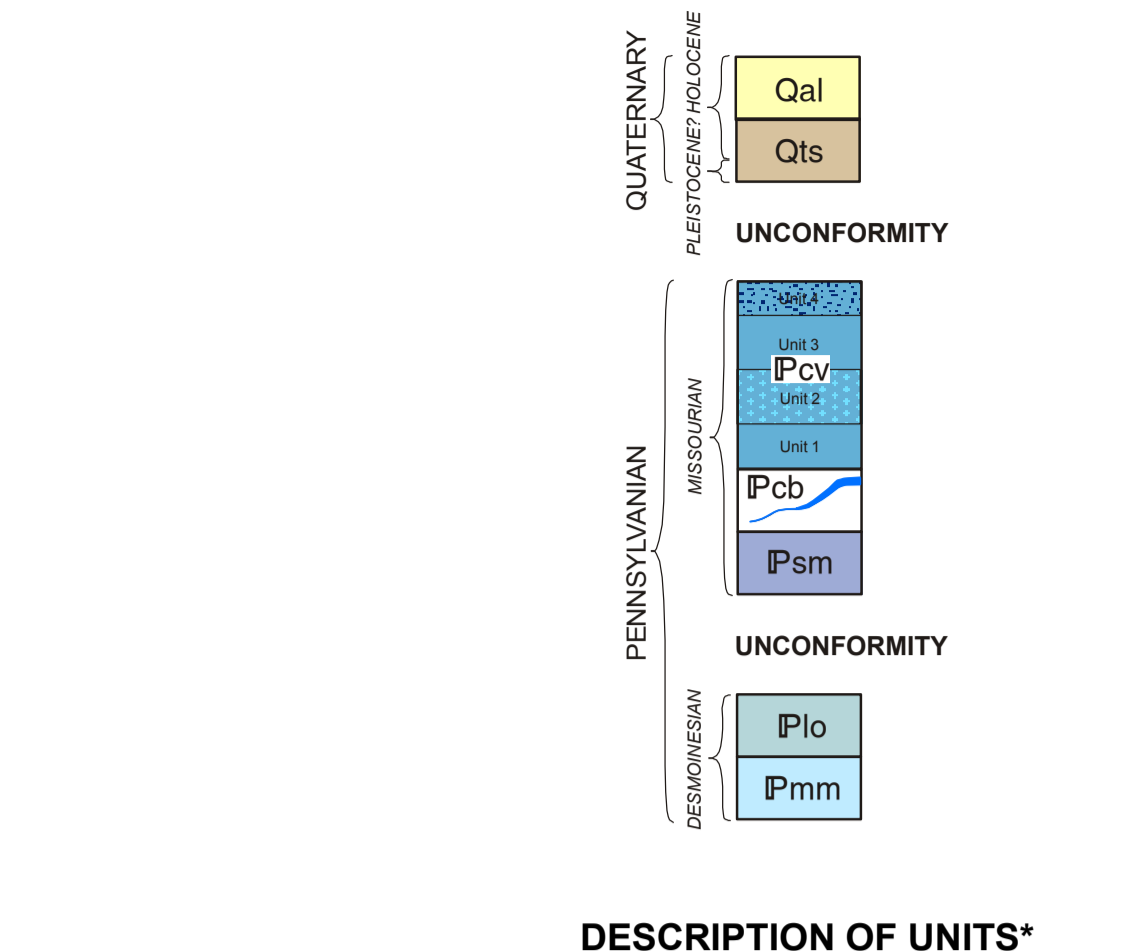 QUATERNARY
PLEISTOCENE? HOLOCENE
Qal
Qts
UNCONFORMITY
PENNSYLVANIAN
MISSOURIAN
Unit 4
Unit 3
ℙcv
Unit 2
Unit 1
ℙcb
ℙsm
UNCONFORMITY
DESMOINESIAN
ℙlo
ℙmm
DESCRIPTION OF UNITS*